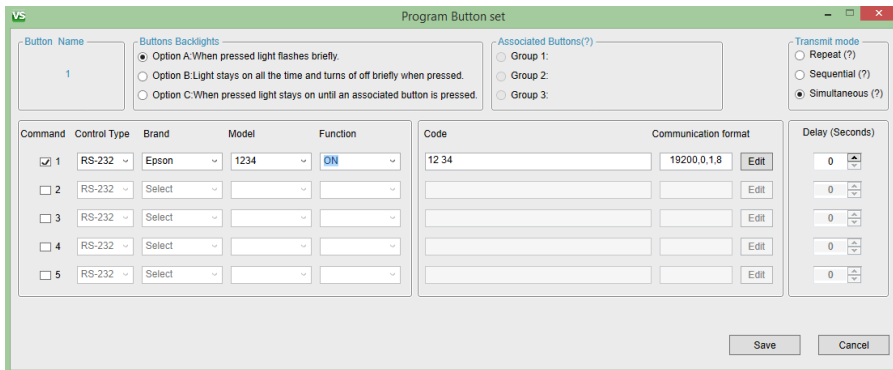 VS Program Button set
Button Name
1
Buttons Backlights
Option A:When pressed light flashes briefly.
Option B:Light stays on all the time and turns of off briefly when pressed.
Option C:When pressed light stays on until an associated button is pressed.
Associated Buttons(?)
Group 1:
Group 2:
Group 3:
Transmit mode
Repeat (?)
Sequential (?)
Simultaneous (?)
Command Control Type Brand Model Function Code Communication format Delay (Seconds)
1 RS-232 Epson 1234 ON 12 34 19200,0,1,8 Edit 0
2 RS-232 Select Edit 0
3 RS-232 Select Edit 0
4 RS-232 Select Edit 0
5 RS-232 Select Edit 0
Save Cancel